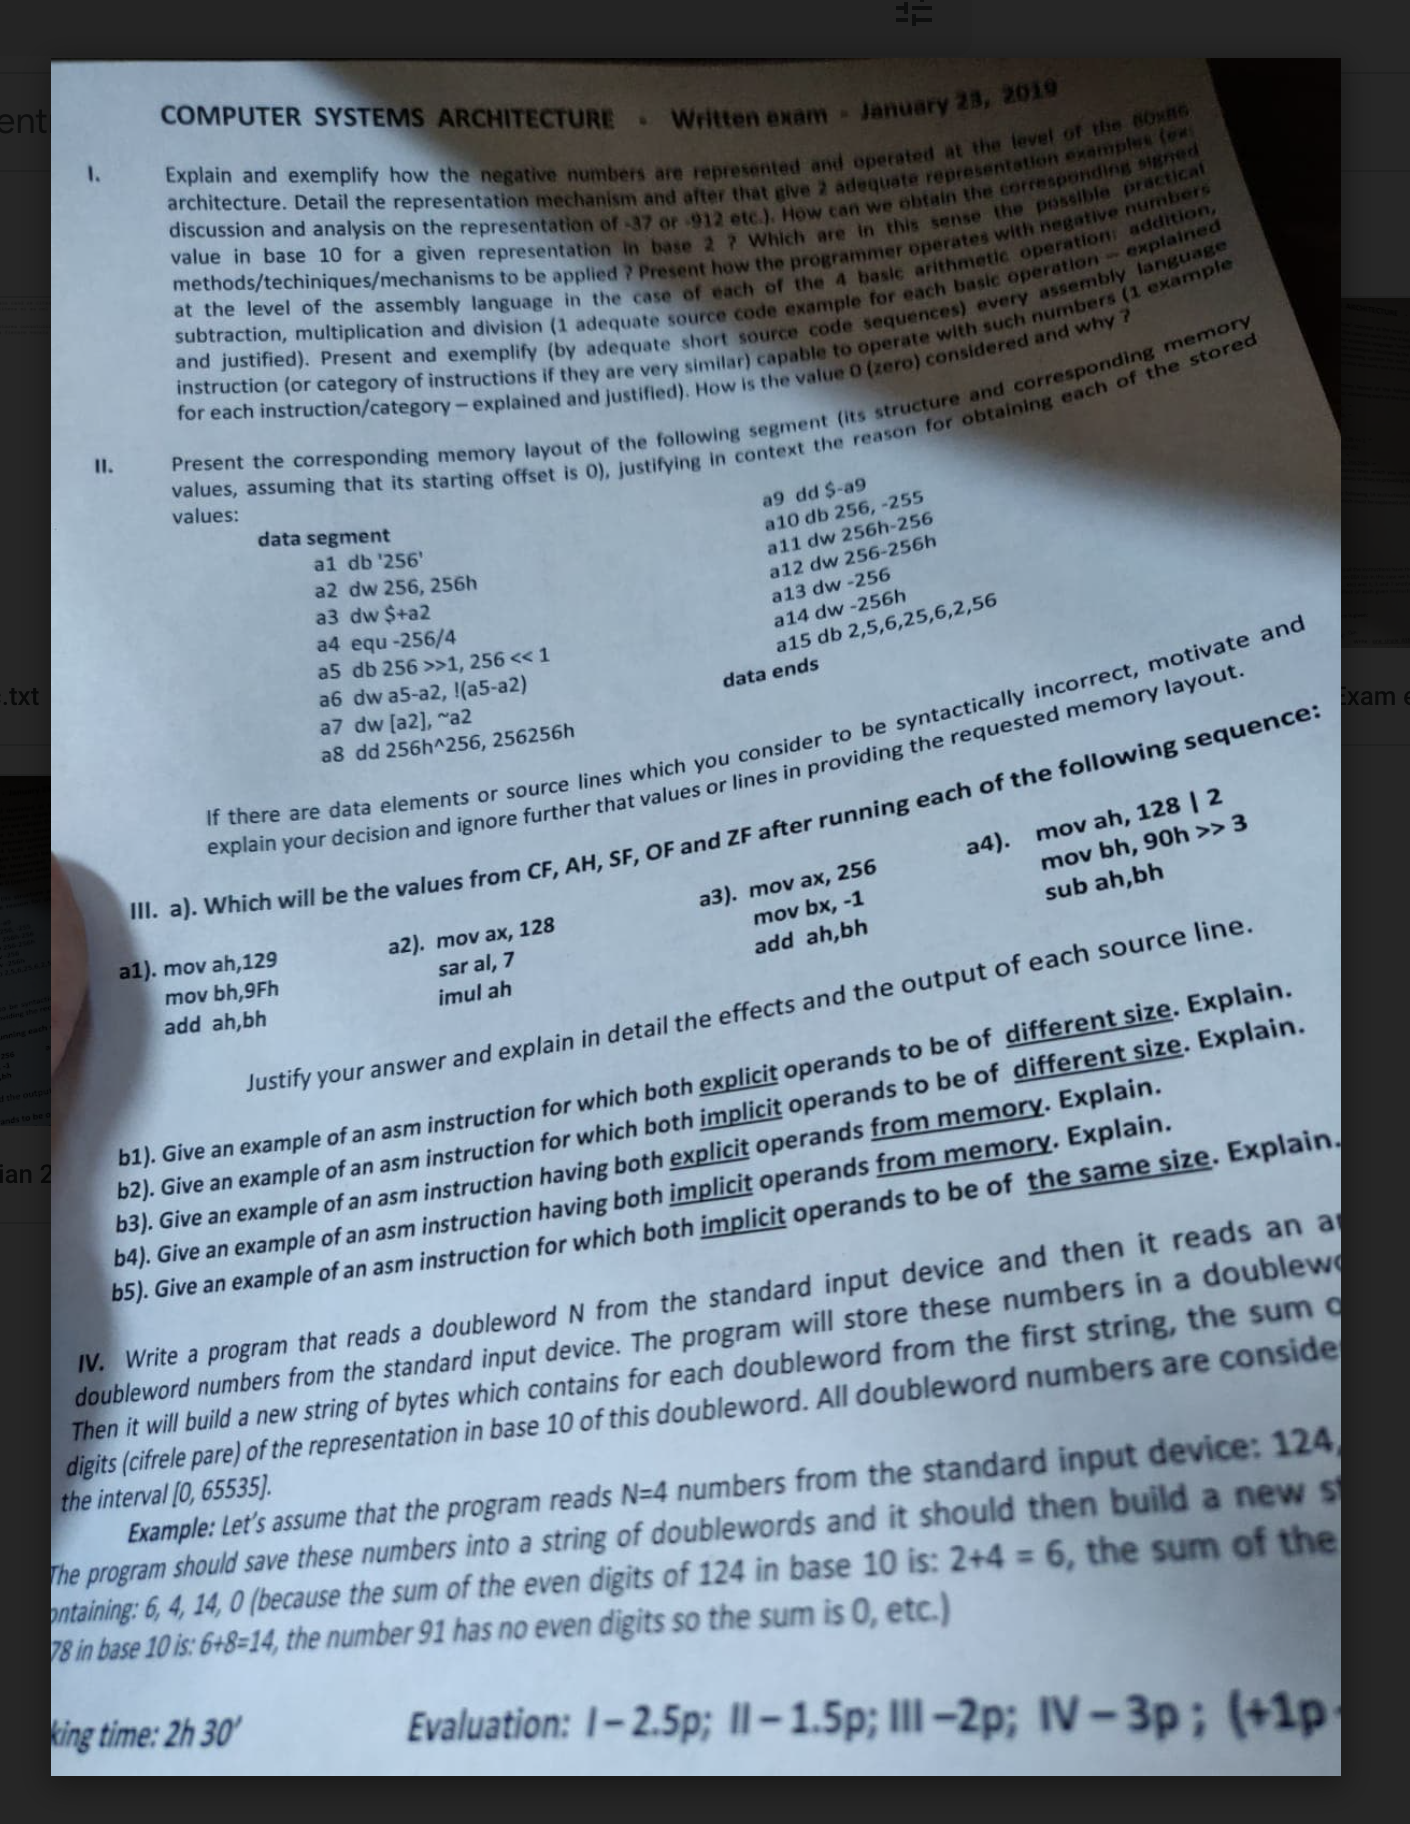 ent
.txt
ian 2
Exam e
COMPUTER SYSTEMS ARCHITECTURE - Written exam - January 23, 2019
I. Explain and exemplify how the negative numbers are represented and operated at the level of the 80x86
architecture. Detail the representation mechanism and after that give 2 adequate representation examples (ex:
discussion and analysis on the representation of -37 or -912 etc.). How can we obtain the corresponding signed
value in base 10 for a given representation in base 2 ? Which are in this sense the possible practical
methods/techiniques/mechanisms to be applied ? Present how the programmer operates with negative numbers
at the level of the assembly language in the case of each of the 4 basic arithmetic operation: addition,
subtraction, multiplication and division (1 adequate source code example for each basic operation – explained
and justified). Present and exemplify (by adequate short source code sequences) every assembly language
instruction (or category of instructions if they are very similar) capable to operate with such numbers (1 example
for each instruction/category – explained and justified). How is the value 0 (zero) considered and why ?
II. Present the corresponding memory layout of the following segment (its structure and corresponding memory
values, assuming that its starting offset is 0), justifying in context the reason for obtaining each of the stored
values:
data segment
a1 db '256'
a2 dw 256, 256h
a3 dw $+a2
a4 equ -256/4
a5 db 256 >>1, 256 << 1
a6 dw a5-a2, !(a5-a2)
a7 dw [a2], ~a2
a8 dd 256h^256, 256256h
a9 dd $-a9
a10 db 256, -255
a11 dw 256h-256
a12 dw 256-256h
a13 dw -256
a14 dw -256h
a15 db 2,5,6,25,6,2,56
data ends
If there are data elements or source lines which you consider to be syntactically incorrect, motivate and
explain your decision and ignore further that values or lines in providing the requested memory layout.
III. a). Which will be the values from CF, AH, SF, OF and ZF after running each of the following sequence:
a1). mov ah,129
mov bh,9Fh
add ah,bh
a2). mov ax, 128
sar al, 7
imul ah
a3). mov ax, 256
mov bx, -1
add ah,bh
a4). mov ah, 128 | 2
mov bh, 90h >> 3
sub ah,bh
Justify your answer and explain in detail the effects and the output of each source line.
b1). Give an example of an asm instruction for which both explicit operands to be of different size. Explain.
b2). Give an example of an asm instruction for which both implicit operands to be of different size. Explain.
b3). Give an example of an asm instruction having both explicit operands from memory. Explain.
b4). Give an example of an asm instruction having both implicit operands from memory. Explain.
b5). Give an example of an asm instruction for which both implicit operands to be of the same size. Explain.
IV. Write a program that reads a doubleword N from the standard input device and then it reads an ar
doubleword numbers from the standard input device. The program will store these numbers in a doublewo
Then it will build a new string of bytes which contains for each doubleword from the first string, the sum o
digits (cifrele pare) of the representation in base 10 of this doubleword. All doubleword numbers are conside
the interval [0, 65535].
Example: Let's assume that the program reads N=4 numbers from the standard input device: 124,
The program should save these numbers into a string of doublewords and it should then build a new st
ontaining: 6, 4, 14, 0 (because the sum of the even digits of 124 in base 10 is: 2+4 = 6, the sum of the
78 in base 10 is: 6+8=14, the number 91 has no even digits so the sum is 0, etc.)
king time: 2h 30' Evaluation: I – 2.5p; II – 1.5p; III –2p; IV – 3p ; (+1p